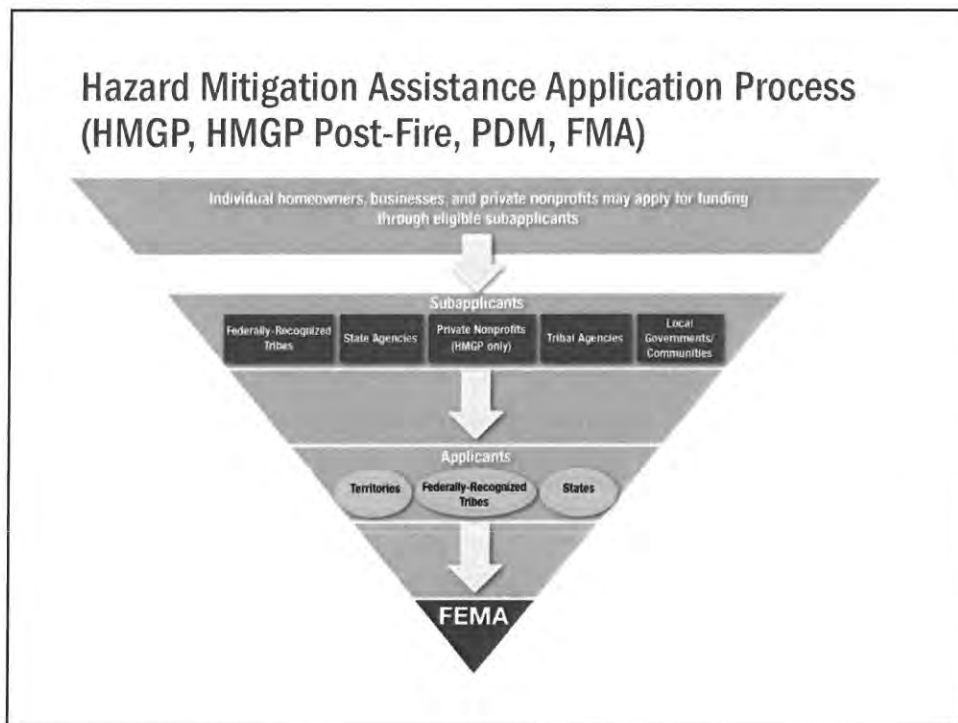 Hazard Mitigation Assistance Application Process
(HMGP, HMGP Post-Fire, PDM, FMA)
Individual homeowners, businesses, and private nonprofits may apply for funding
through eligible subapplicants
Subapplicants
Federally-Recognized
Tribes
State Agencies
Private Nonprofits
(HMGP only)
Tribal Agencies
Local
Governments/
Communities
Applicants
Territories
Federally-Recognized
Tribes
States
FEMA